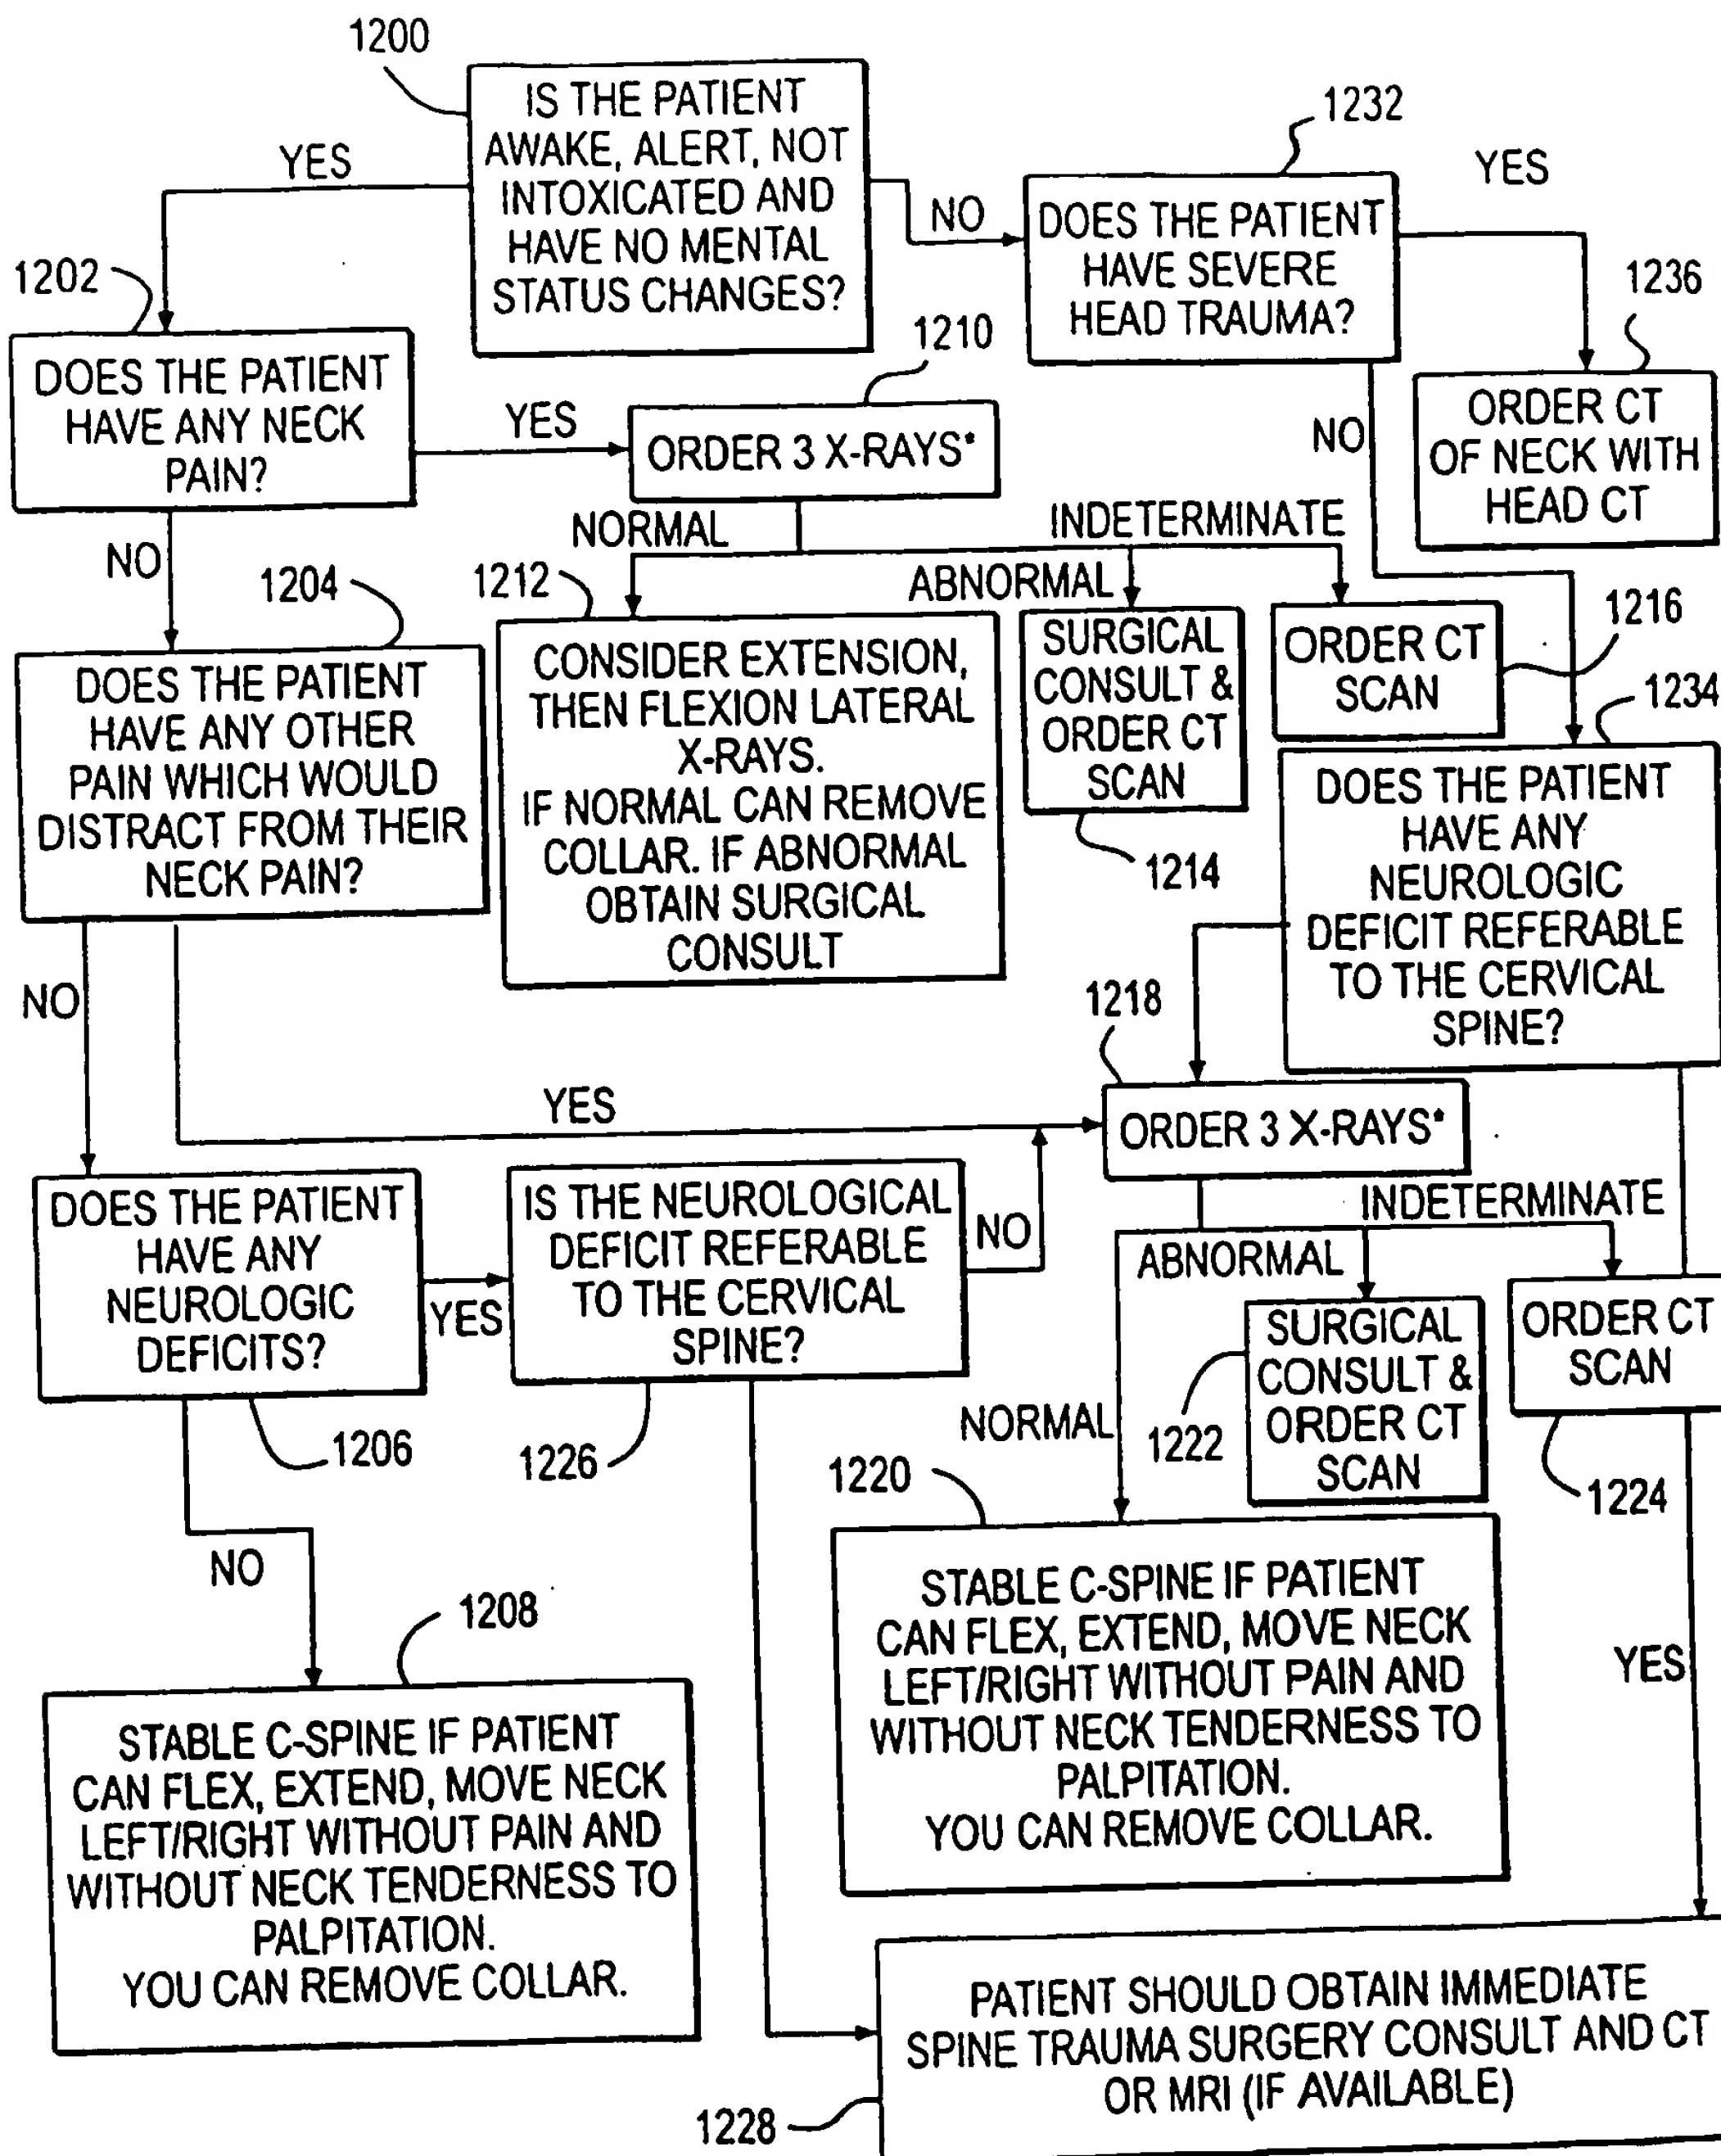 1200
IS THE PATIENT
AWAKE, ALERT, NOT
INTOXICATED AND
HAVE NO MENTAL
STATUS CHANGES?
YES
NO
1232
DOES THE PATIENT
HAVE SEVERE
HEAD TRAUMA?
YES
NO
1236
ORDER CT
OF NECK WITH
HEAD CT
1202
DOES THE PATIENT
HAVE ANY NECK
PAIN?
YES
NO
1210
ORDER 3 X-RAYS*
NORMAL
ABNORMAL
INDETERMINATE
1204
DOES THE PATIENT
HAVE ANY OTHER
PAIN WHICH WOULD
DISTRACT FROM THEIR
NECK PAIN?
1212
CONSIDER EXTENSION,
THEN FLEXION LATERAL
X-RAYS.
IF NORMAL CAN REMOVE
COLLAR. IF ABNORMAL
OBTAIN SURGICAL
CONSULT
SURGICAL
CONSULT &
ORDER CT
SCAN
1214
ORDER CT
SCAN
1216
1234
DOES THE PATIENT
HAVE ANY
NEUROLOGIC
DEFICIT REFERABLE
TO THE CERVICAL
SPINE?
NO
YES
1218
ORDER 3 X-RAYS*
DOES THE PATIENT
HAVE ANY
NEUROLOGIC
DEFICITS?
1206
YES
IS THE NEUROLOGICAL
DEFICIT REFERABLE
TO THE CERVICAL
SPINE?
1226
NO
INDETERMINATE
ABNORMAL
NORMAL
SURGICAL
CONSULT &
ORDER CT
SCAN
1222
ORDER CT
SCAN
1224
NO
1208
STABLE C-SPINE IF PATIENT
CAN FLEX, EXTEND, MOVE NECK
LEFT/RIGHT WITHOUT PAIN AND
WITHOUT NECK TENDERNESS TO
PALPITATION.
YOU CAN REMOVE COLLAR.
1220
STABLE C-SPINE IF PATIENT
CAN FLEX, EXTEND, MOVE NECK
LEFT/RIGHT WITHOUT PAIN AND
WITHOUT NECK TENDERNESS TO
PALPITATION.
YOU CAN REMOVE COLLAR.
YES
PATIENT SHOULD OBTAIN IMMEDIATE
SPINE TRAUMA SURGERY CONSULT AND CT
OR MRI (IF AVAILABLE)
1228